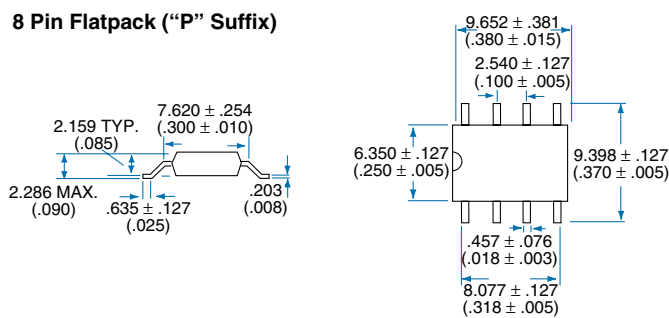 8 Pin Flatpack (“P” Suffix)
7.620 ± .254
(.300 ± .010)
2.159 TYP.
(.085)
2.286 MAX.
(.090)
.635 ± .127
(.025)
.203
(.008)
9.652 ± .381
(.380 ± .015)
2.540 ± .127
(.100 ± .005)
6.350 ± .127
(.250 ± .005)
9.398 ± .127
(.370 ± .005)
.457 ± .076
(.018 ± .003)
8.077 ± .127
(.318 ± .005)